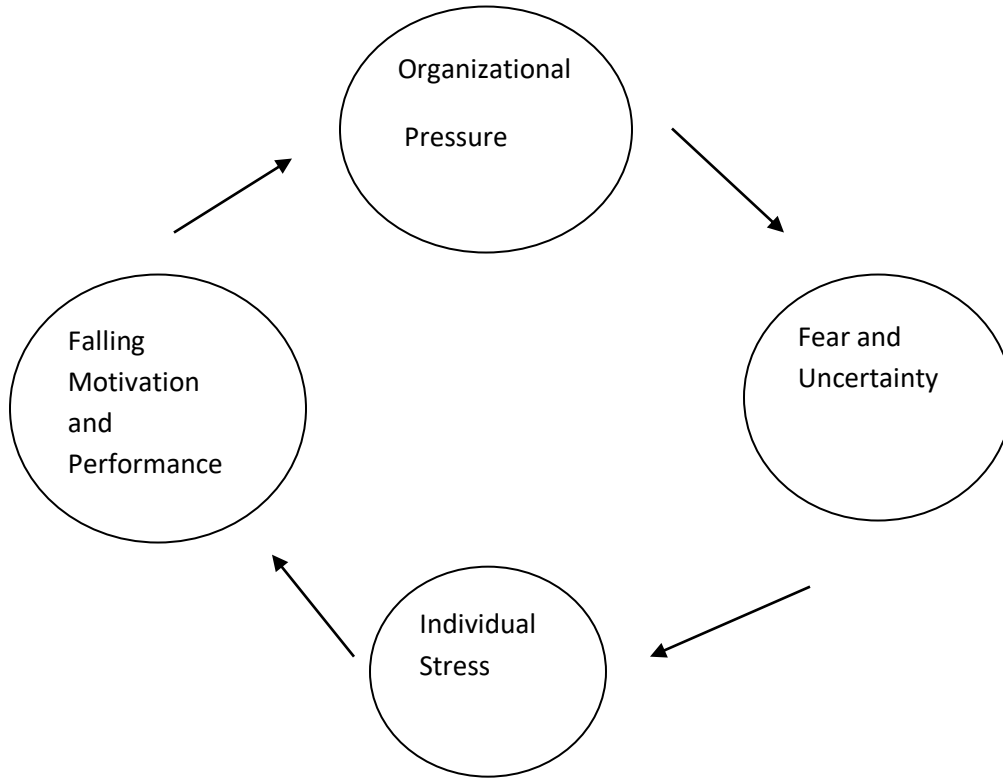 Organizational
Pressure
Fear and
Uncertainty
Individual
Stress
Falling
Motivation
and
Performance